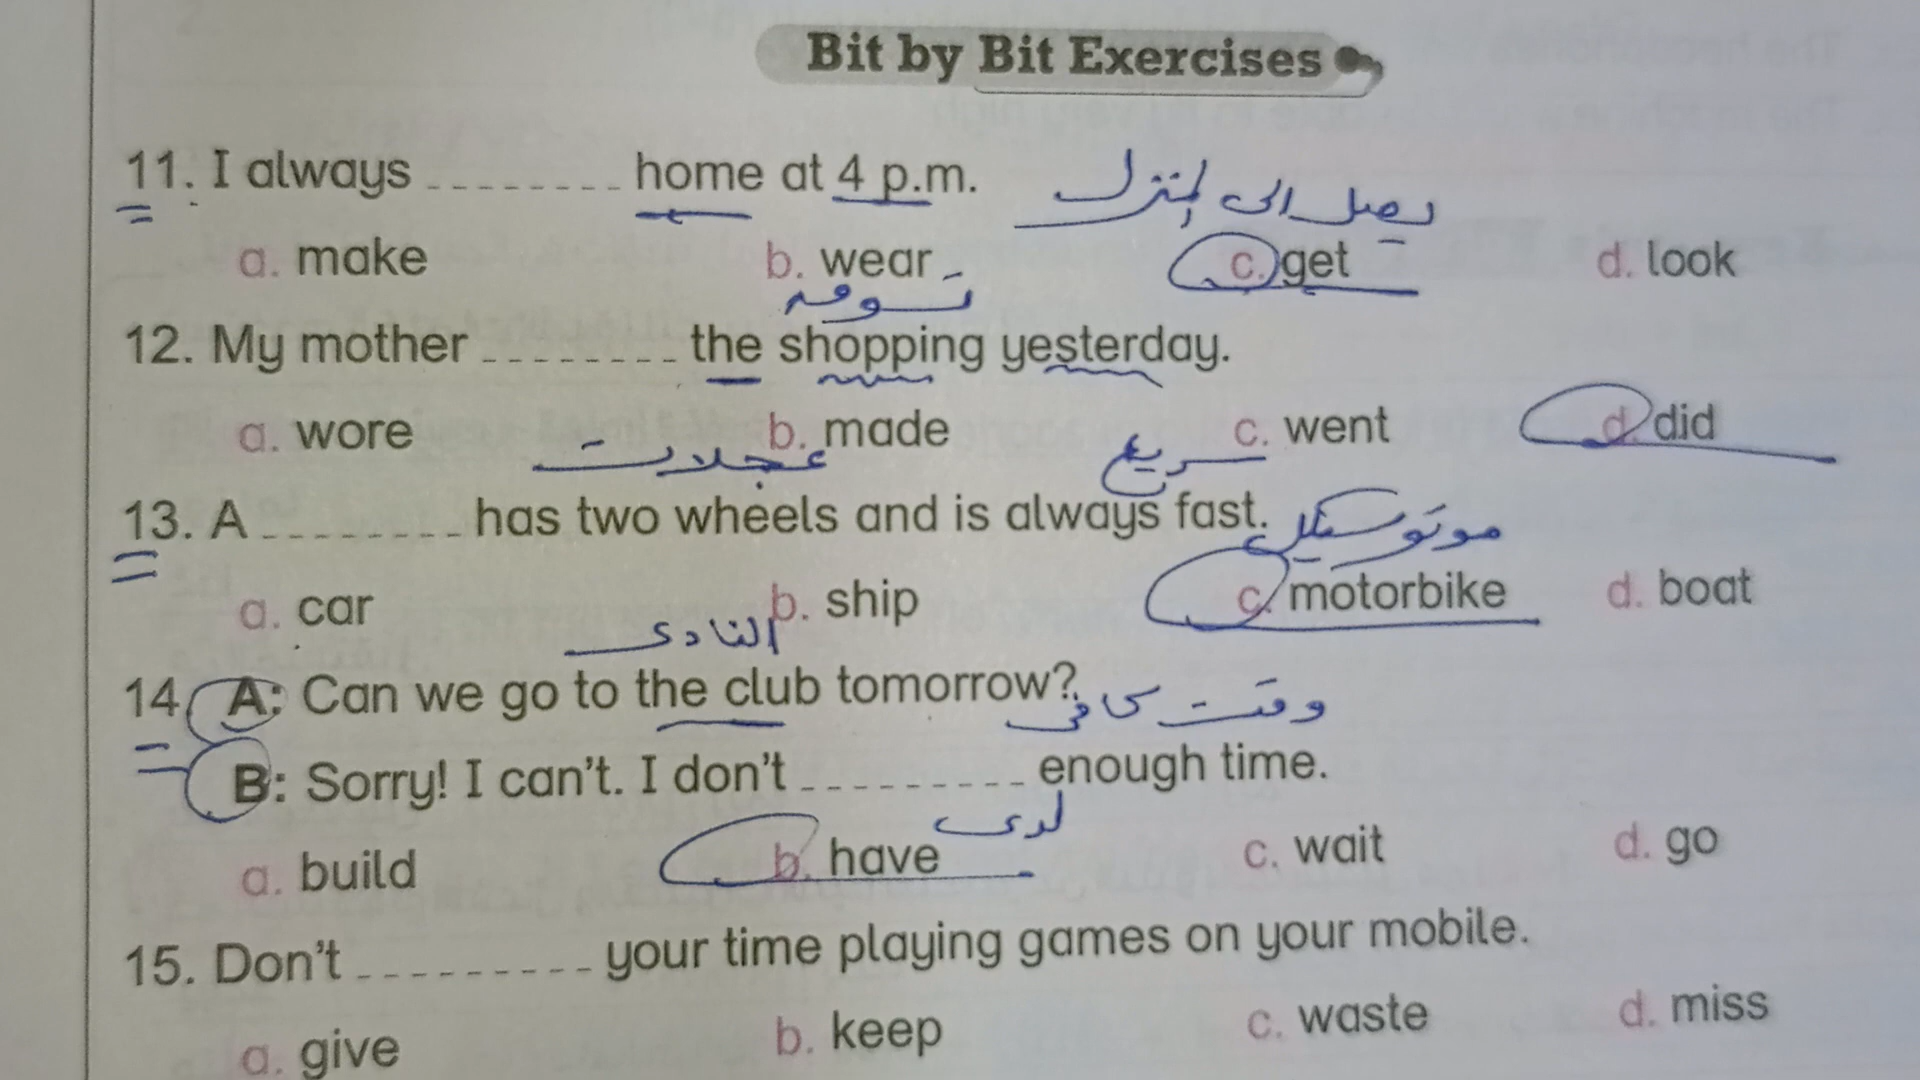 Bit by Bit Exercises
11. I always -------- home at 4 p.m. يصل الى المنزل
a. make b. wear c. get d. look
تسوق
12. My mother -------- the shopping yesterday.
a. wore b. made c. went d. did
عجلات سريع
13. A -------- has two wheels and is always fast. موتوسيكل
a. car b. ship c. motorbike d. boat
النادى
14. A: Can we go to the club tomorrow?
وقت كافى
B: Sorry! I can't. I don't --------- enough time.
لدى
a. build b. have c. wait d. go
15. Don't --------- your time playing games on your mobile.
a. give b. keep c. waste d. miss